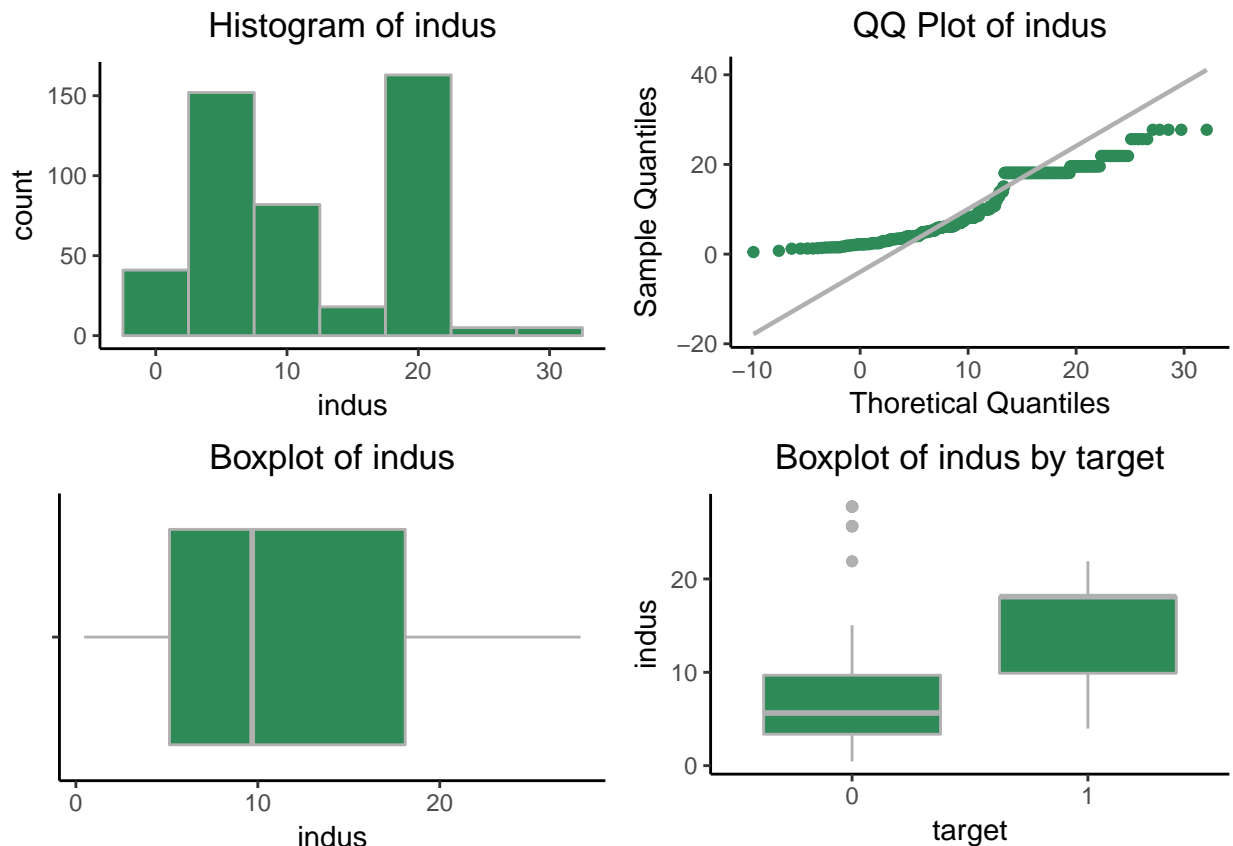 Histogram of indus
150
100
50
0
count
0 10 20 30
indus
QQ Plot of indus
40
20
0
−20
Sample Quantiles
−10 0 10 20 30
Thoretical Quantiles
Boxplot of indus
0 10 20
indus
Boxplot of indus by target
20
10
0
indus
0 1
target